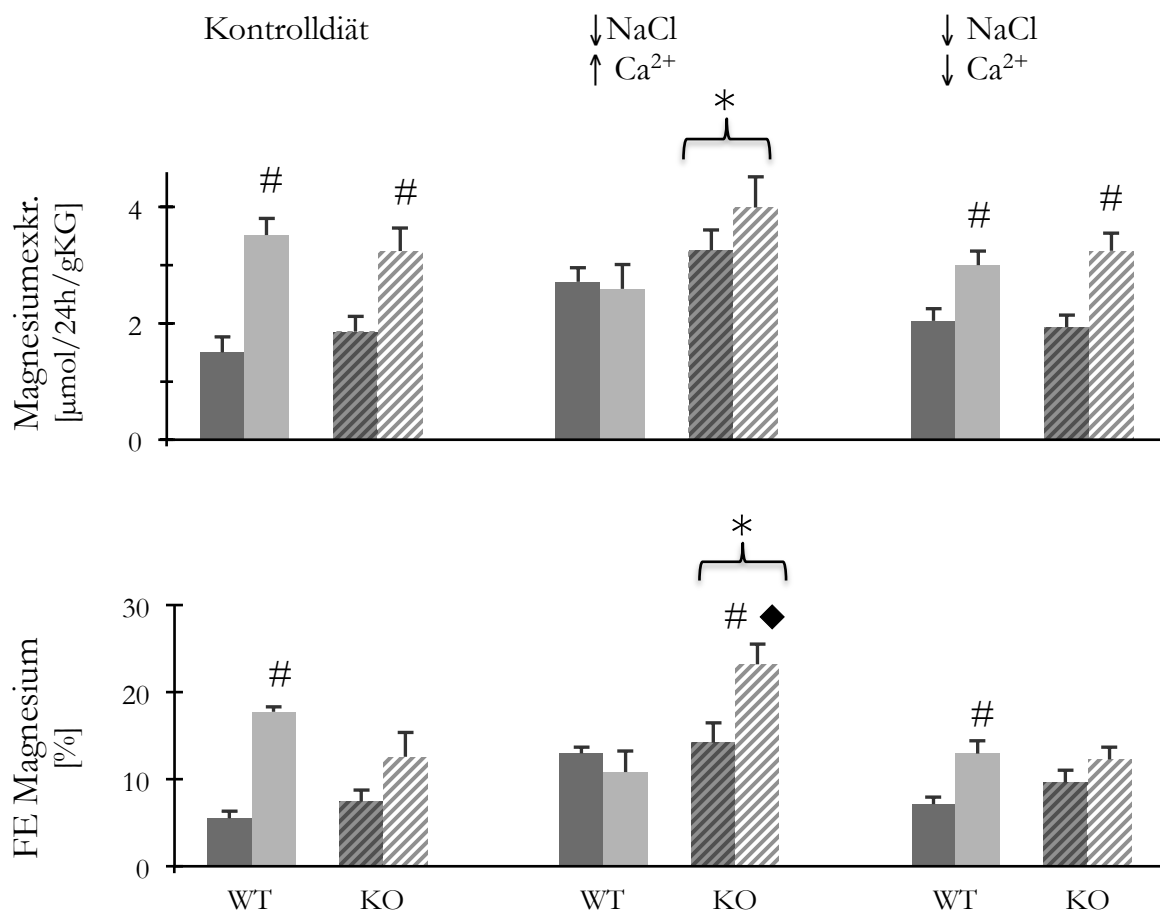 Kontrolldiät
↓NaCl
↑ Ca²⁺
↓ NaCl
↓ Ca²⁺
*
# # # #
Magnesiumexkr.
[µmol/24h/gKG]
4
2
0
*
# ◆
# #
FE Magnesium
[%]
30
20
10
0
WT KO WT KO WT KO